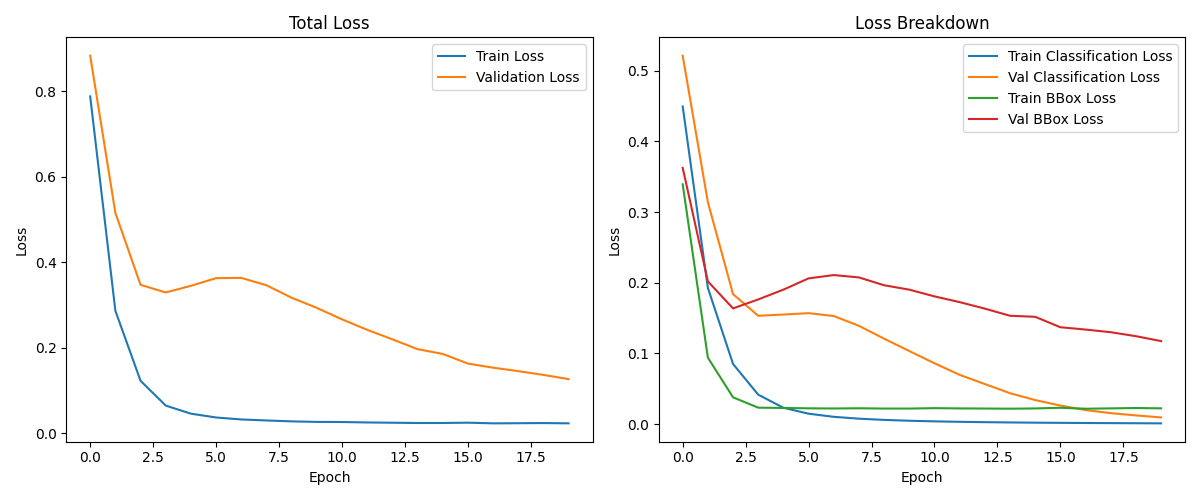 Total Loss
Loss
0.8
0.6
0.4
0.2
0.0
Train Loss
Validation Loss
0.0 2.5 5.0 7.5 10.0 12.5 15.0 17.5
Epoch
Loss Breakdown
Loss
0.5
0.4
0.3
0.2
0.1
0.0
Train Classification Loss
Val Classification Loss
Train BBox Loss
Val BBox Loss
0.0 2.5 5.0 7.5 10.0 12.5 15.0 17.5
Epoch